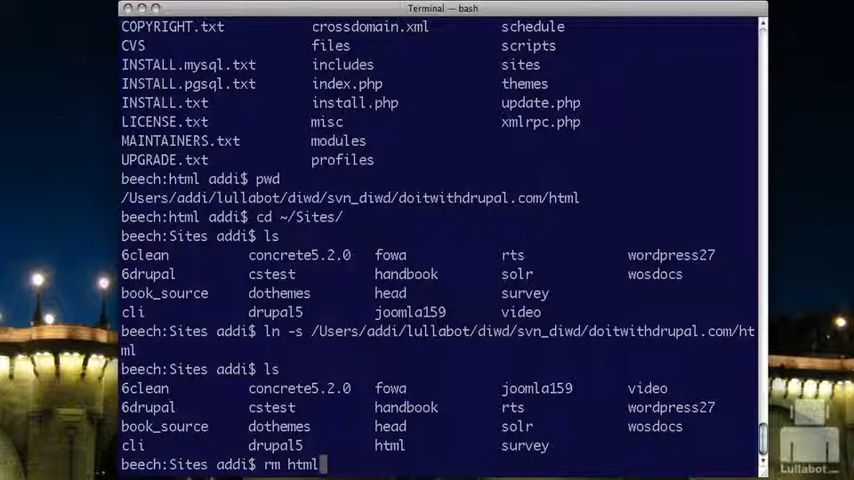 Terminal — bash
COPYRIGHT.txt crossdomain.xml schedule
CVS files scripts
INSTALL.mysql.txt includes sites
INSTALL.pgsql.txt index.php themes
INSTALL.txt install.php update.php
LICENSE.txt misc xmlrpc.php
MAINTAINERS.txt modules
UPGRADE.txt profiles
beech:html addi$ pwd
/Users/addi/lullabot/diwd/svn_diwd/doitwithdrupal.com/html
beech:html addi$ cd ~/Sites/
beech:Sites addi$ ls
6clean concrete5.2.0 fowa rts wordpress27
6drupal cstest handbook solr wosdocs
book_source dothemes head survey
cli drupal5 joomla159 video
beech:Sites addi$ ln -s /Users/addi/lullabot/diwd/svn_diwd/doitwithdrupal.com/ht
ml
beech:Sites addi$ ls
6clean concrete5.2.0 fowa joomla159 video
6drupal cstest handbook rts wordpress27
book_source dothemes head solr wosdocs
cli drupal5 html survey
beech:Sites addi$ rm html
Lullabot